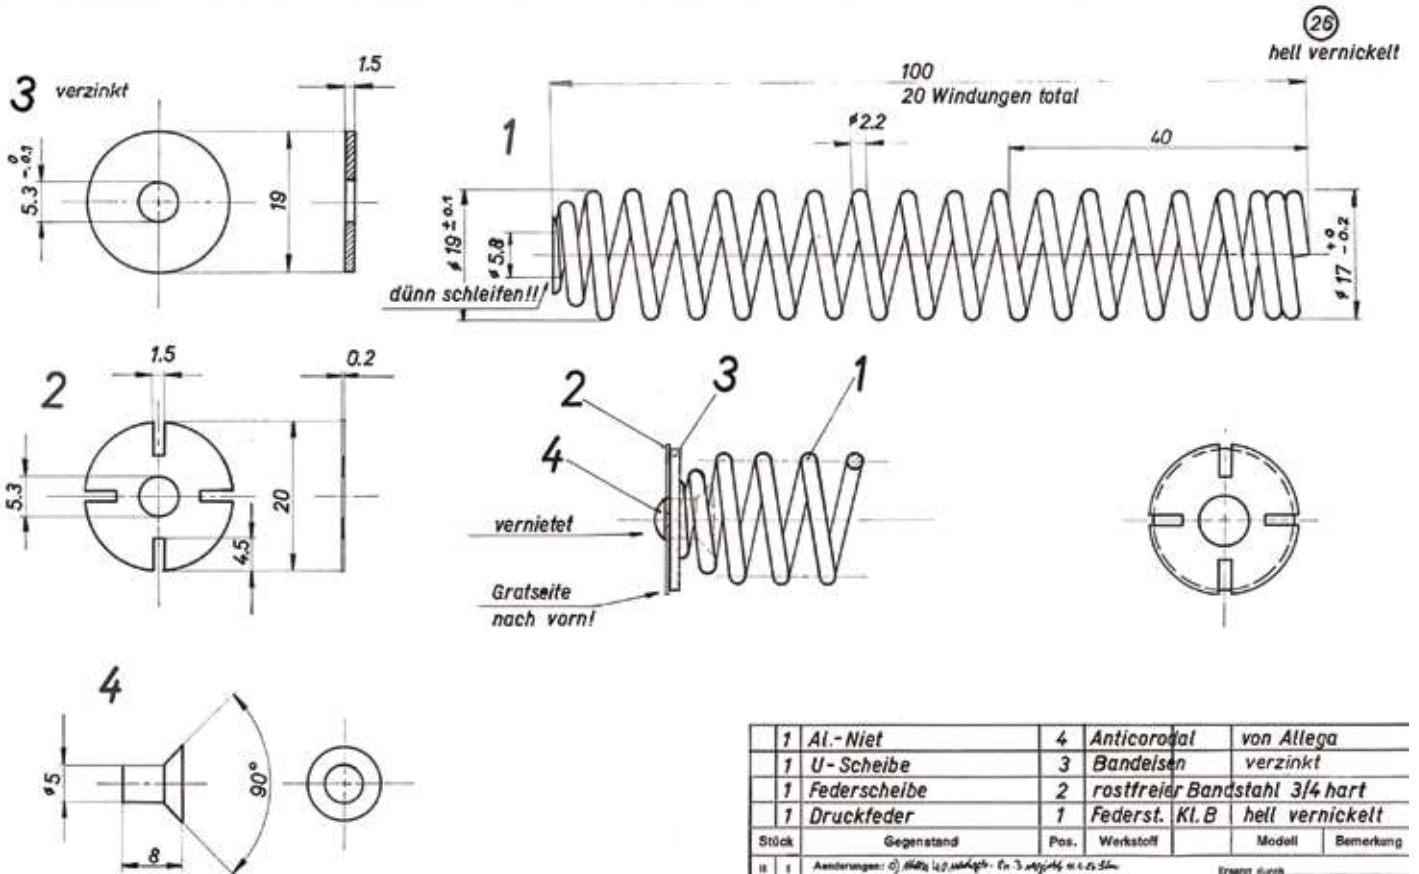 26
hell vernickelt
3 verzinkt
1.5
5.3 0 -0.1
19
1
100
20 Windungen total
ø2.2
40
ø 19 ±0.1
ø 5.8
dünn schleifen!!
ø 17 +0 -0.2
2
1.5
0.2
5.3
20
4.5
2
3
1
4
vernietet
Gratseite
nach vorn!
4
ø5
8
90°
1 Al.-Niet 4 Anticorodal von Allega
1 U-Scheibe 3 Bandeisen verzinkt
1 Federscheibe 2 rostfreier Bandstahl 3/4 hart
1 Druckfeder 1 Federst. Kl. B hell vernickelt
Stück Gegenstand Pos. Werkstoff Modell Bemerkung
Aenderungen:
Ersetzt durch